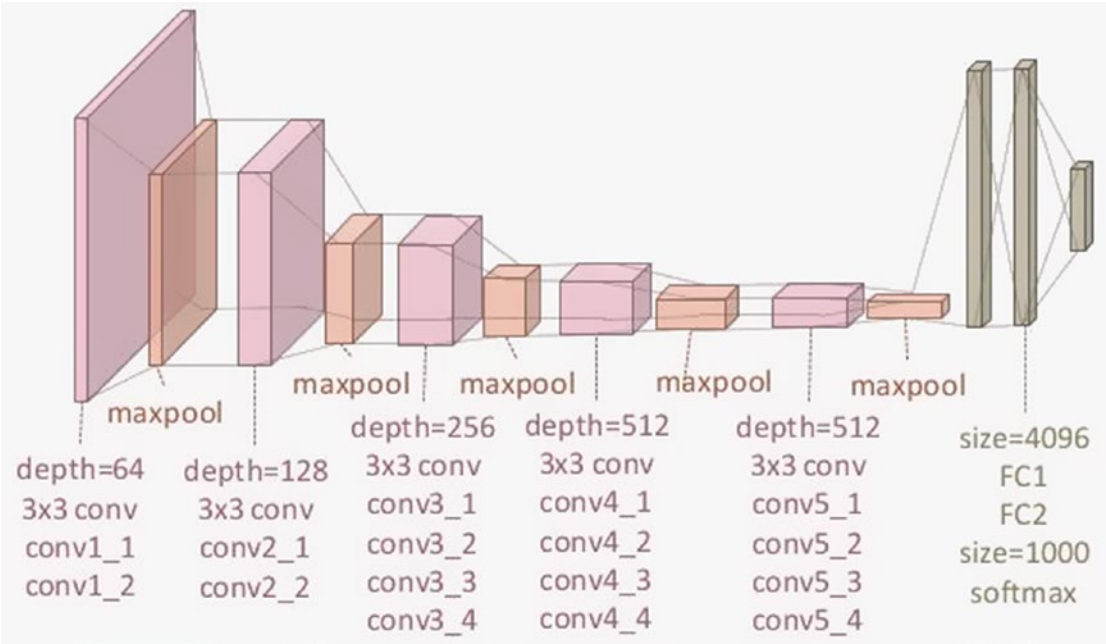 maxpool
maxpool
maxpool
maxpool
maxpool
depth=64
3x3 conv
conv1_1
conv1_2
depth=128
3x3 conv
conv2_1
conv2_2
depth=256
3x3 conv
conv3_1
conv3_2
conv3_3
conv3_4
depth=512
3x3 conv
conv4_1
conv4_2
conv4_3
conv4_4
depth=512
3x3 conv
conv5_1
conv5_2
conv5_3
conv5_4
size=4096
FC1
FC2
size=1000
softmax